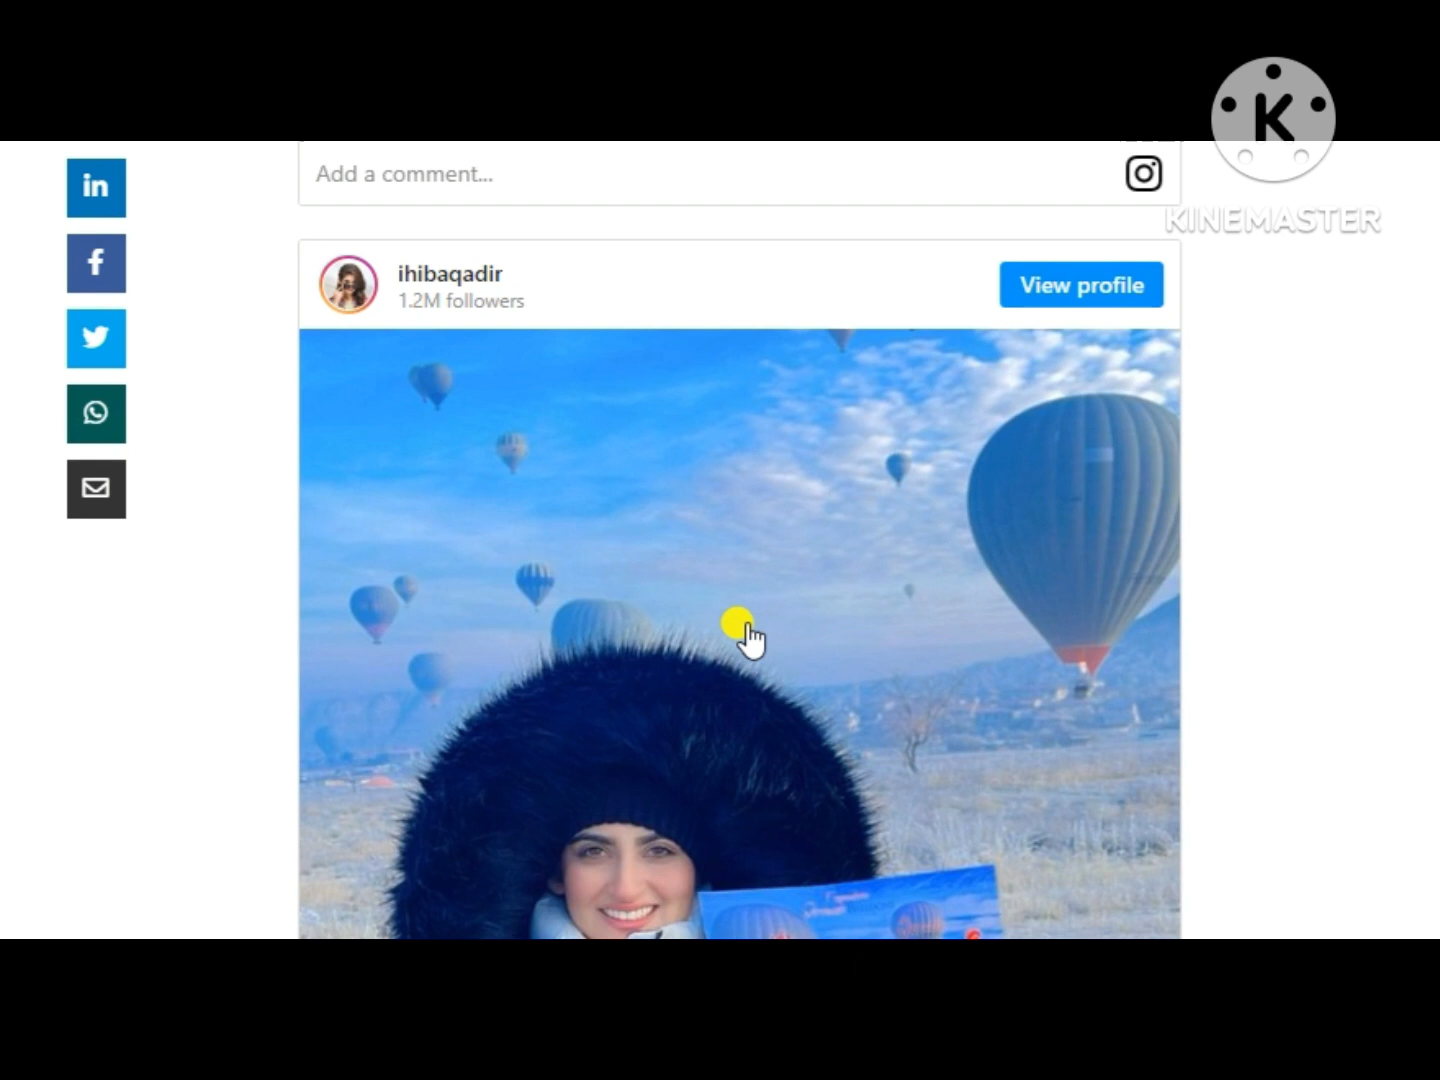 Add a comment...
KINEMASTER
ihibaqadir
1.2M followers
View profile